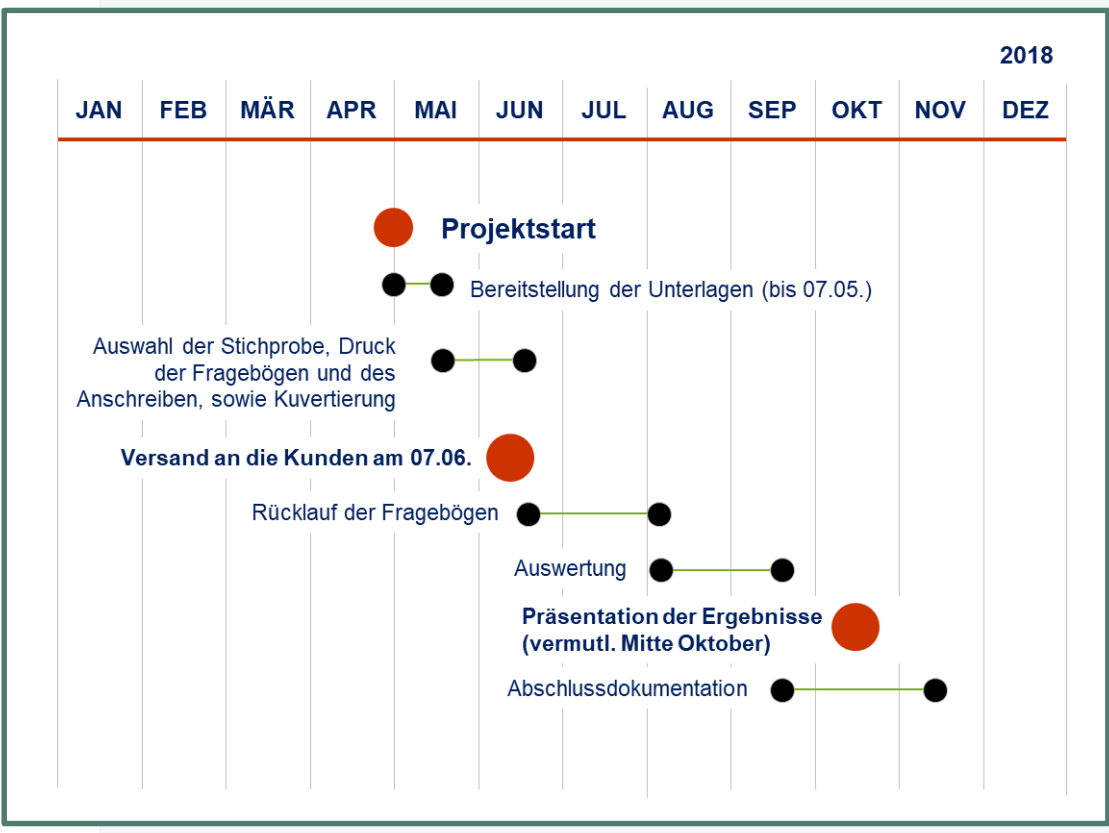 2018
JAN FEB MÄR APR MAI JUN JUL AUG SEP OKT NOV DEZ
Projektstart
Bereitstellung der Unterlagen (bis 07.05.)
Auswahl der Stichprobe, Druck
der Fragebögen und des
Anschreiben, sowie Kuvertierung
Versand an die Kunden am 07.06.
Rücklauf der Fragebögen
Auswertung
Präsentation der Ergebnisse
(vermutl. Mitte Oktober)
Abschlussdokumentation